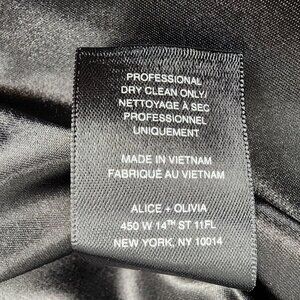 PROFESSIONAL
DRY CLEAN ONLY/
NETTOYAGE À SEC
PROFESSIONNEL
UNIQUEMENT
MADE IN VIETNAM
FABRIQUÉ AU VIETNAM
ALICE + OLIVIA
450 W 14TH ST 11FL
NEW YORK, NY 10014